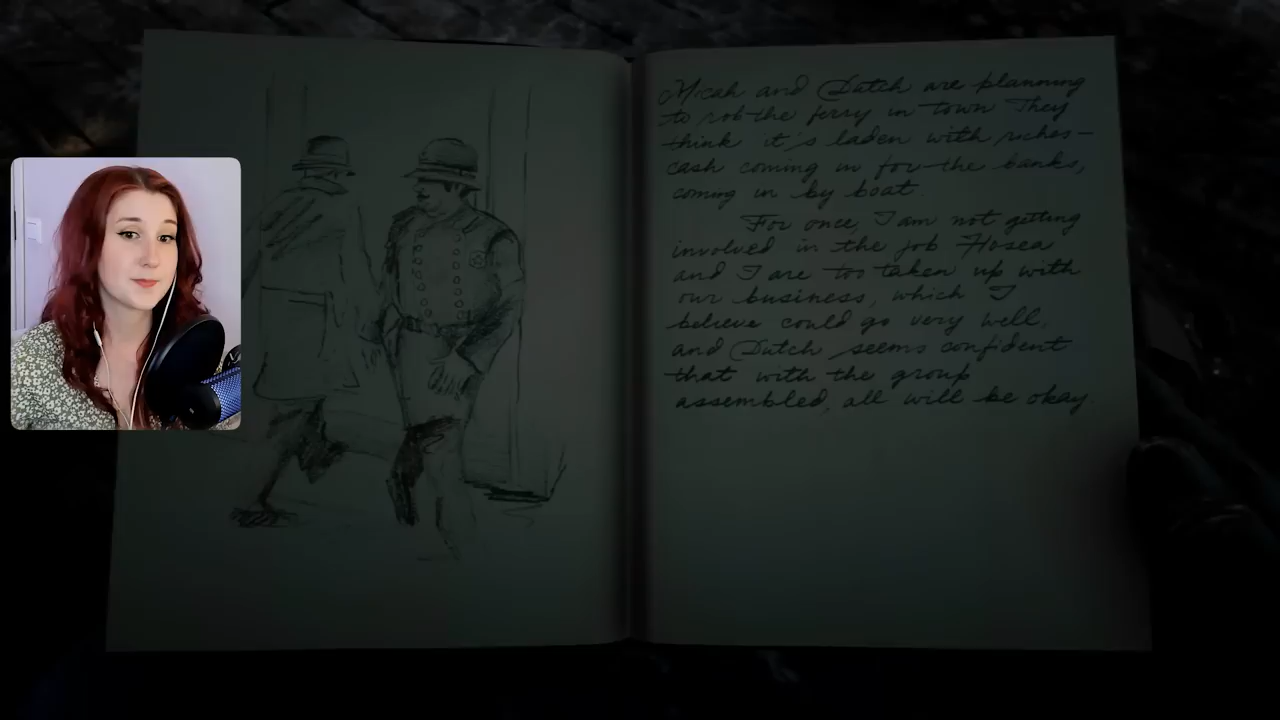 Micah and Dutch are planning
to rob the ferry in town They
think it's laden with riches—
cash coming in for the banks,
coming in by boat.
For once, I am not getting
involved in the job Hosea
and I are too taken up with
our business, which I
believe could go very well,
and Dutch seems confident
that with the group
assembled, all will be okay.